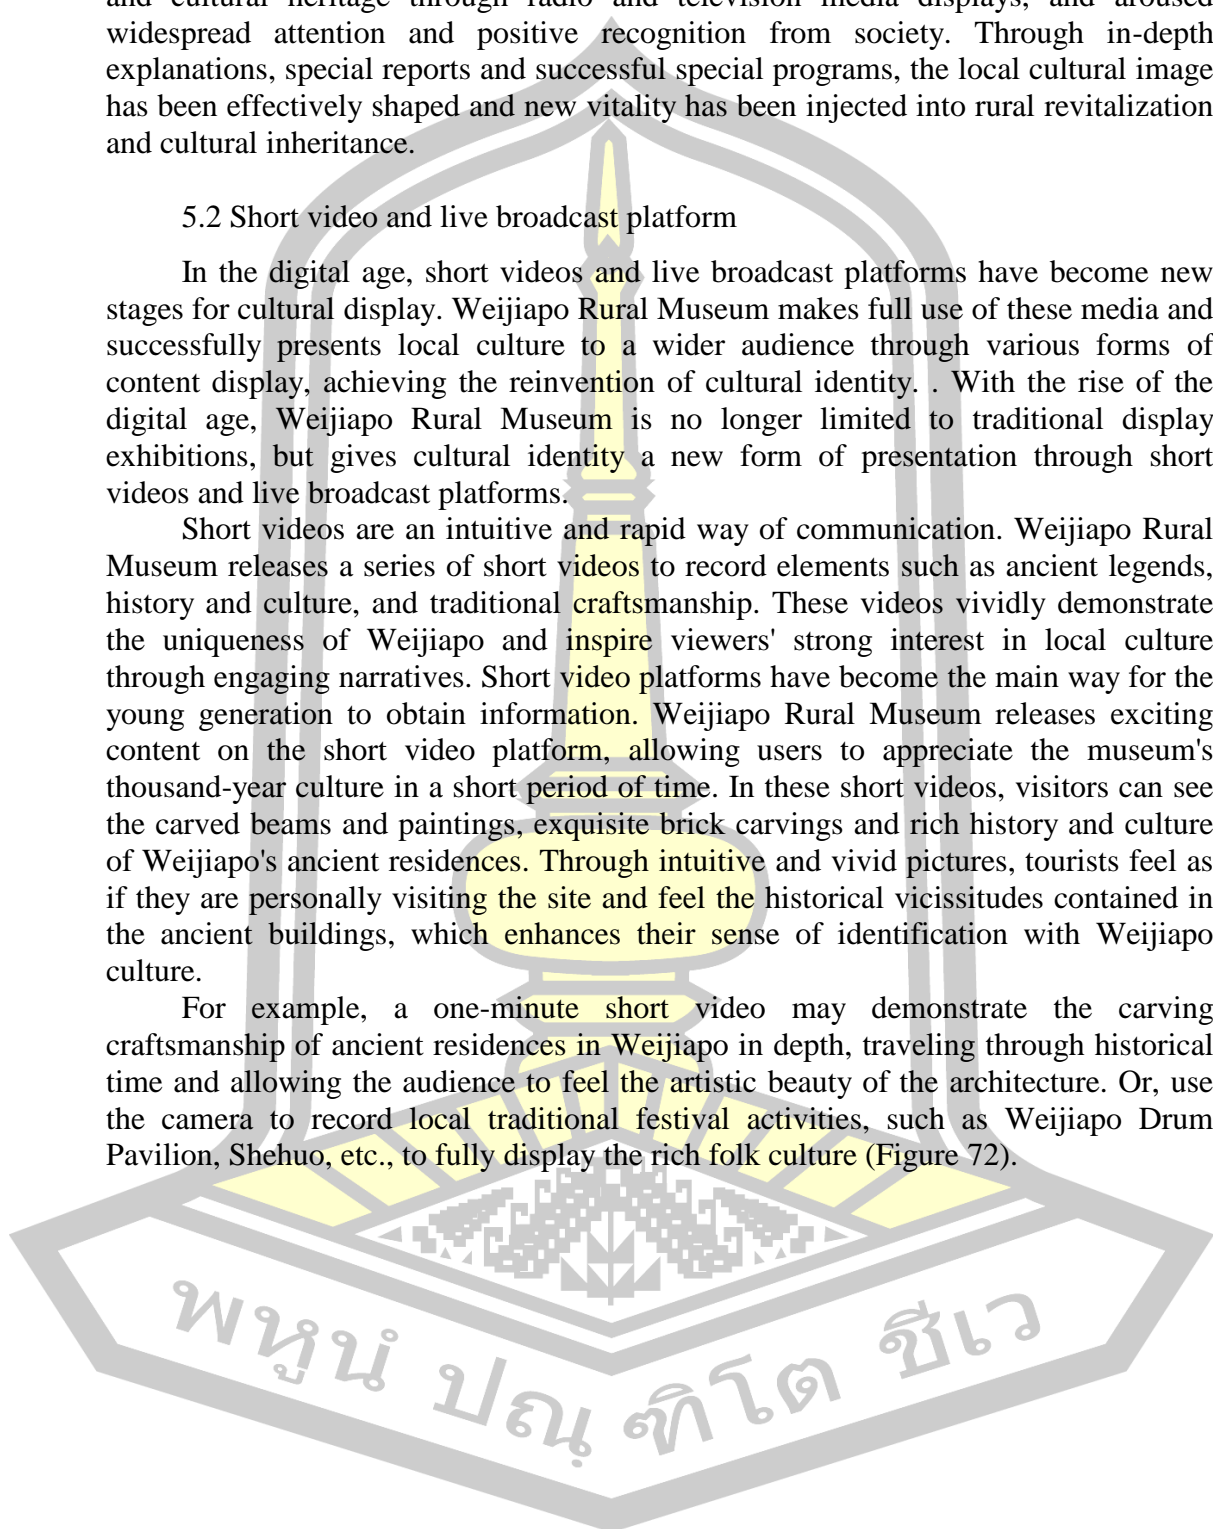 and cultural heritage through radio and television media displays, and aroused
widespread attention and positive recognition from society. Through in-depth
explanations, special reports and successful special programs, the local cultural image
has been effectively shaped and new vitality has been injected into rural revitalization
and cultural inheritance.
5.2 Short video and live broadcast platform
In the digital age, short videos and live broadcast platforms have become new
stages for cultural display. Weijiapo Rural Museum makes full use of these media and
successfully presents local culture to a wider audience through various forms of
content display, achieving the reinvention of cultural identity. . With the rise of the
digital age, Weijiapo Rural Museum is no longer limited to traditional display
exhibitions, but gives cultural identity a new form of presentation through short
videos and live broadcast platforms.
Short videos are an intuitive and rapid way of communication. Weijiapo Rural
Museum releases a series of short videos to record elements such as ancient legends,
history and culture, and traditional craftsmanship. These videos vividly demonstrate
the uniqueness of Weijiapo and inspire viewers' strong interest in local culture
through engaging narratives. Short video platforms have become the main way for the
young generation to obtain information. Weijiapo Rural Museum releases exciting
content on the short video platform, allowing users to appreciate the museum's
thousand-year culture in a short period of time. In these short videos, visitors can see
the carved beams and paintings, exquisite brick carvings and rich history and culture
of Weijiapo's ancient residences. Through intuitive and vivid pictures, tourists feel as
if they are personally visiting the site and feel the historical vicissitudes contained in
the ancient buildings, which enhances their sense of identification with Weijiapo
culture.
For example, a one-minute short video may demonstrate the carving
craftsmanship of ancient residences in Weijiapo in depth, traveling through historical
time and allowing the audience to feel the artistic beauty of the architecture. Or, use
the camera to record local traditional festival activities, such as Weijiapo Drum
Pavilion, Shehuo, etc., to fully display the rich folk culture (Figure 72).
พหูนํ ปณฺฑิโต ชีเว